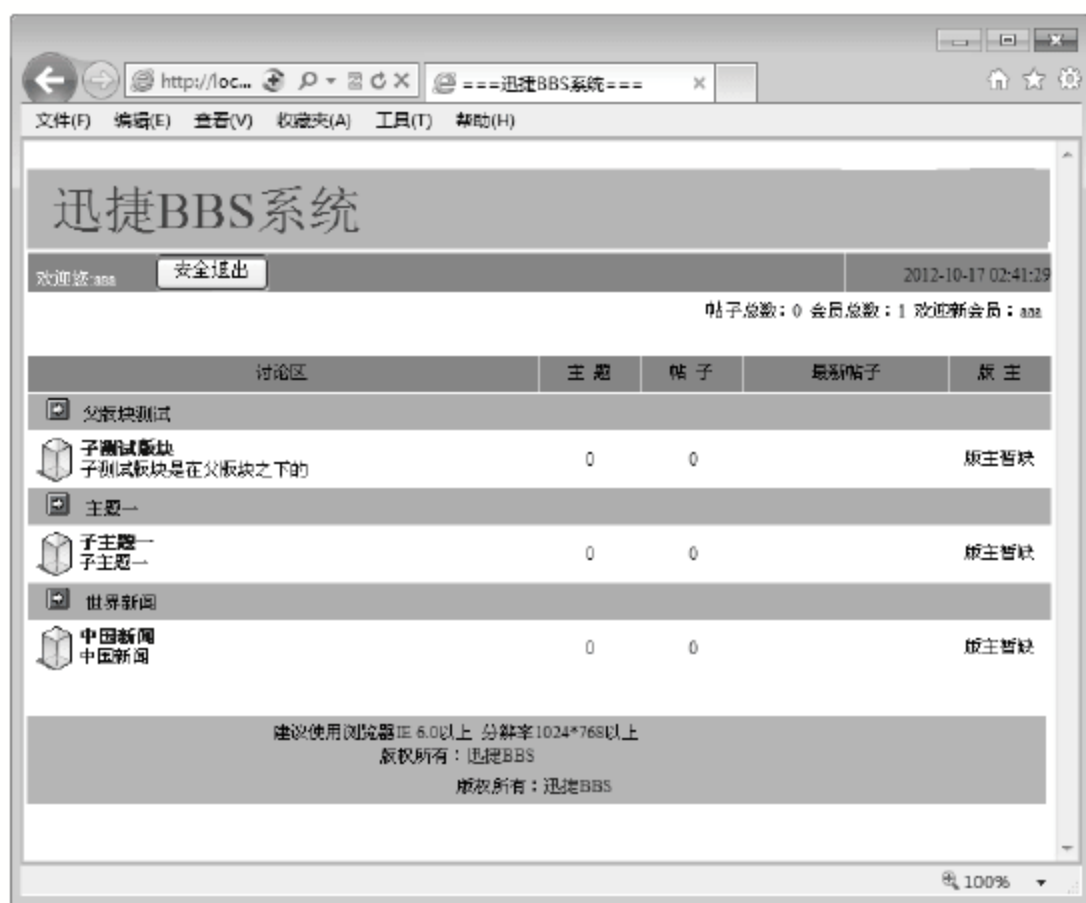 http://loc... ===迅捷BBS系统===
文件(F) 编辑(E) 查看(V) 收藏夹(A) 工具(T) 帮助(H)
迅捷BBS系统
欢迎您:aaa 安全退出 2012-10-17 02:41:29
帖子总数：0 会员总数：1 欢迎新会员：aaa
讨论区 主 题 帖 子 最新帖子 版 主
父版块测试
子测试版块
子测试版块是在父版块之下的 0 0 版主暂缺
主题一
子主题一
子主题一 0 0 版主暂缺
世界新闻
中国新闻
中国新闻 0 0 版主暂缺
建议使用浏览器IE 6.0以上 分辨率1024*768以上
版权所有：迅捷BBS
版权所有：迅捷BBS
100%